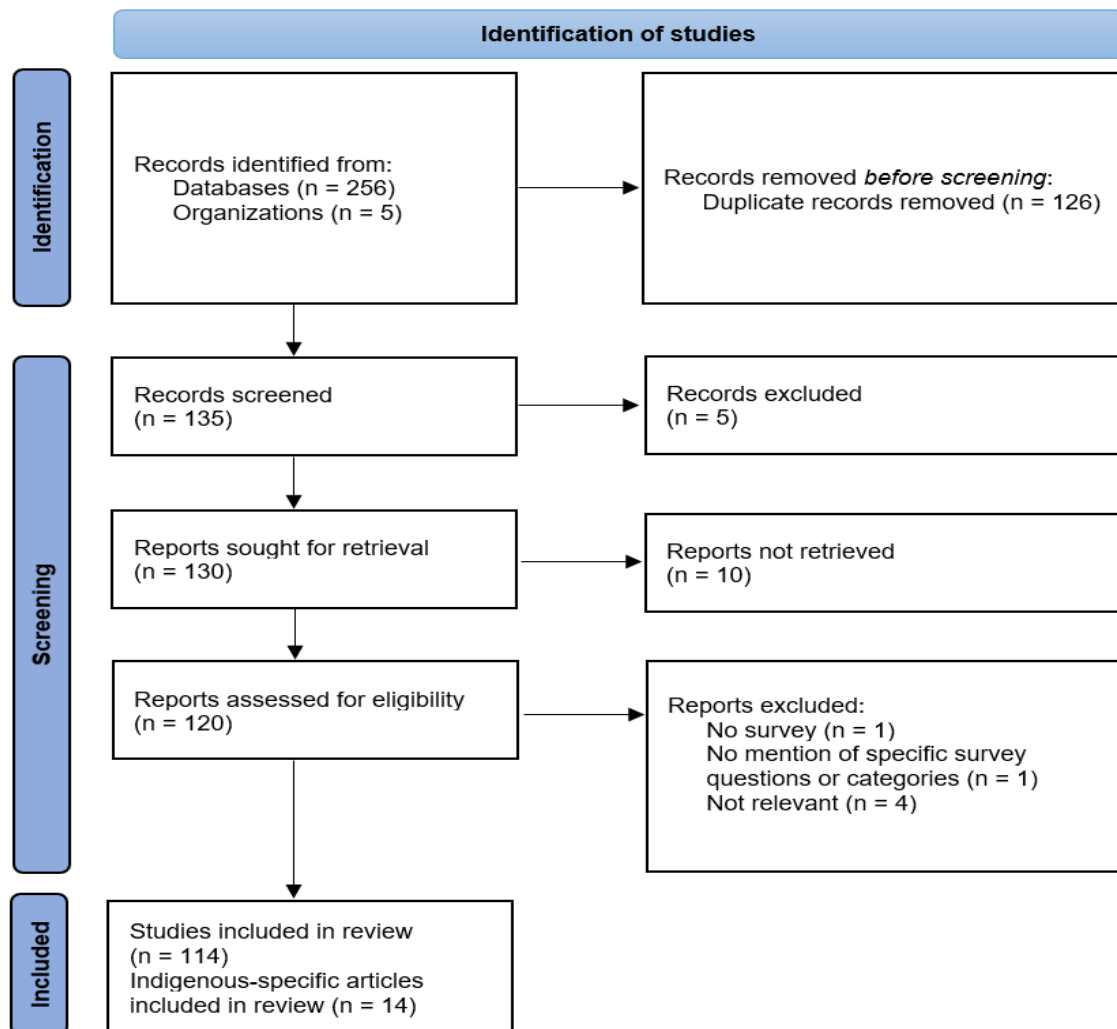 Identification of studies
Identification
Records identified from:
Databases (n = 256)
Organizations (n = 5)
Records removed before screening:
Duplicate records removed (n = 126)
Screening
Records screened
(n = 135)
Records excluded
(n = 5)
Reports sought for retrieval
(n = 130)
Reports not retrieved
(n = 10)
Reports assessed for eligibility
(n = 120)
Reports excluded:
No survey (n = 1)
No mention of specific survey
questions or categories (n = 1)
Not relevant (n = 4)
Included
Studies included in review
(n = 114)
Indigenous-specific articles
included in review (n = 14)